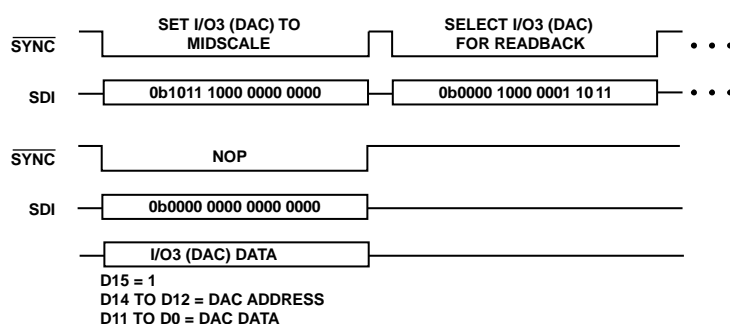 SET I/O3 (DAC) TO
MIDSCALE
SELECT I/O3 (DAC)
FOR READBACK
SYNC
SDI
0b1011 1000 0000 0000
0b0000 1000 0001 1011
SYNC
NOP
SDI
0b0000 0000 0000 0000
I/O3 (DAC) DATA
D15 = 1
D14 TO D12 = DAC ADDRESS
D11 TO D0 = DAC DATA